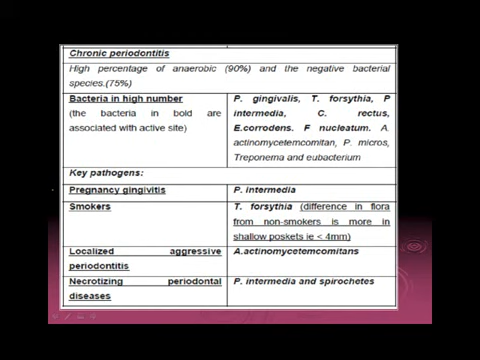 Chronic periodontitis
High percentage of anaerobic (90%) and the negative bacterial
species.(75%)
Bacteria in high number
(the bacteria in bold are
associated with active site)
P. gingivalis, T. forsythia, P
intermedia, C. rectus,
E.corrodens. F nucleatum. A.
actinomycetemcomitan, P. micros,
Treponema and eubacterium
Key pathogens:
Pregnancy gingivitis
P. intermedia
Smokers
T. forsythia (difference in flora
from non-smokers is more in
shallow poskets ie < 4mm)
Localized aggressive
periodontitis
A.actinomycetemcomitans
Necrotizing periodontal
diseases
P. intermedia and spirochetes